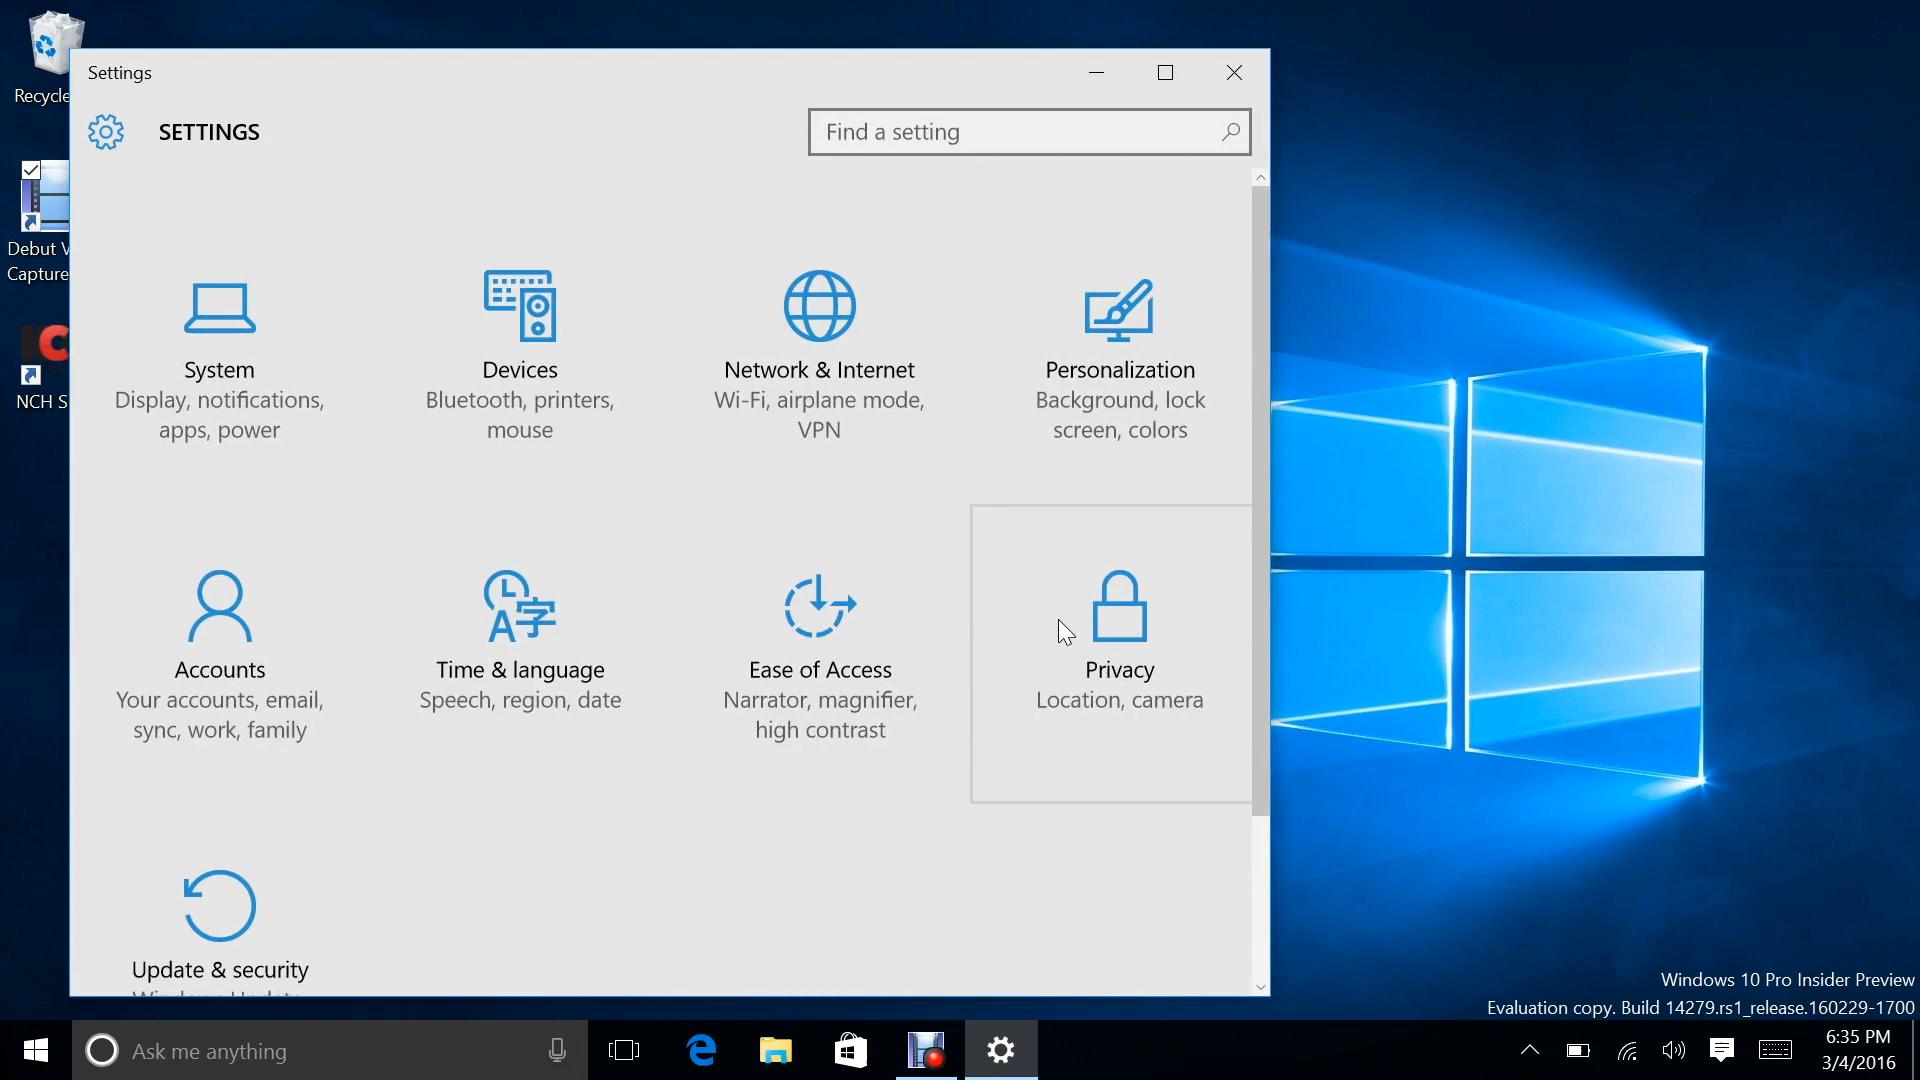 Recycle
Debut V
Capture
NCH S
Settings
SETTINGS
Find a setting
System
Display, notifications,
apps, power
Devices
Bluetooth, printers,
mouse
Network & Internet
Wi-Fi, airplane mode,
VPN
Personalization
Background, lock
screen, colors
Accounts
Your accounts, email,
sync, work, family
Time & language
Speech, region, date
Ease of Access
Narrator, magnifier,
high contrast
Privacy
Location, camera
Update & security
Windows 10 Pro Insider Preview
Evaluation copy. Build 14279.rs1_release.160229-1700
Ask me anything
6:35 PM
3/4/2016